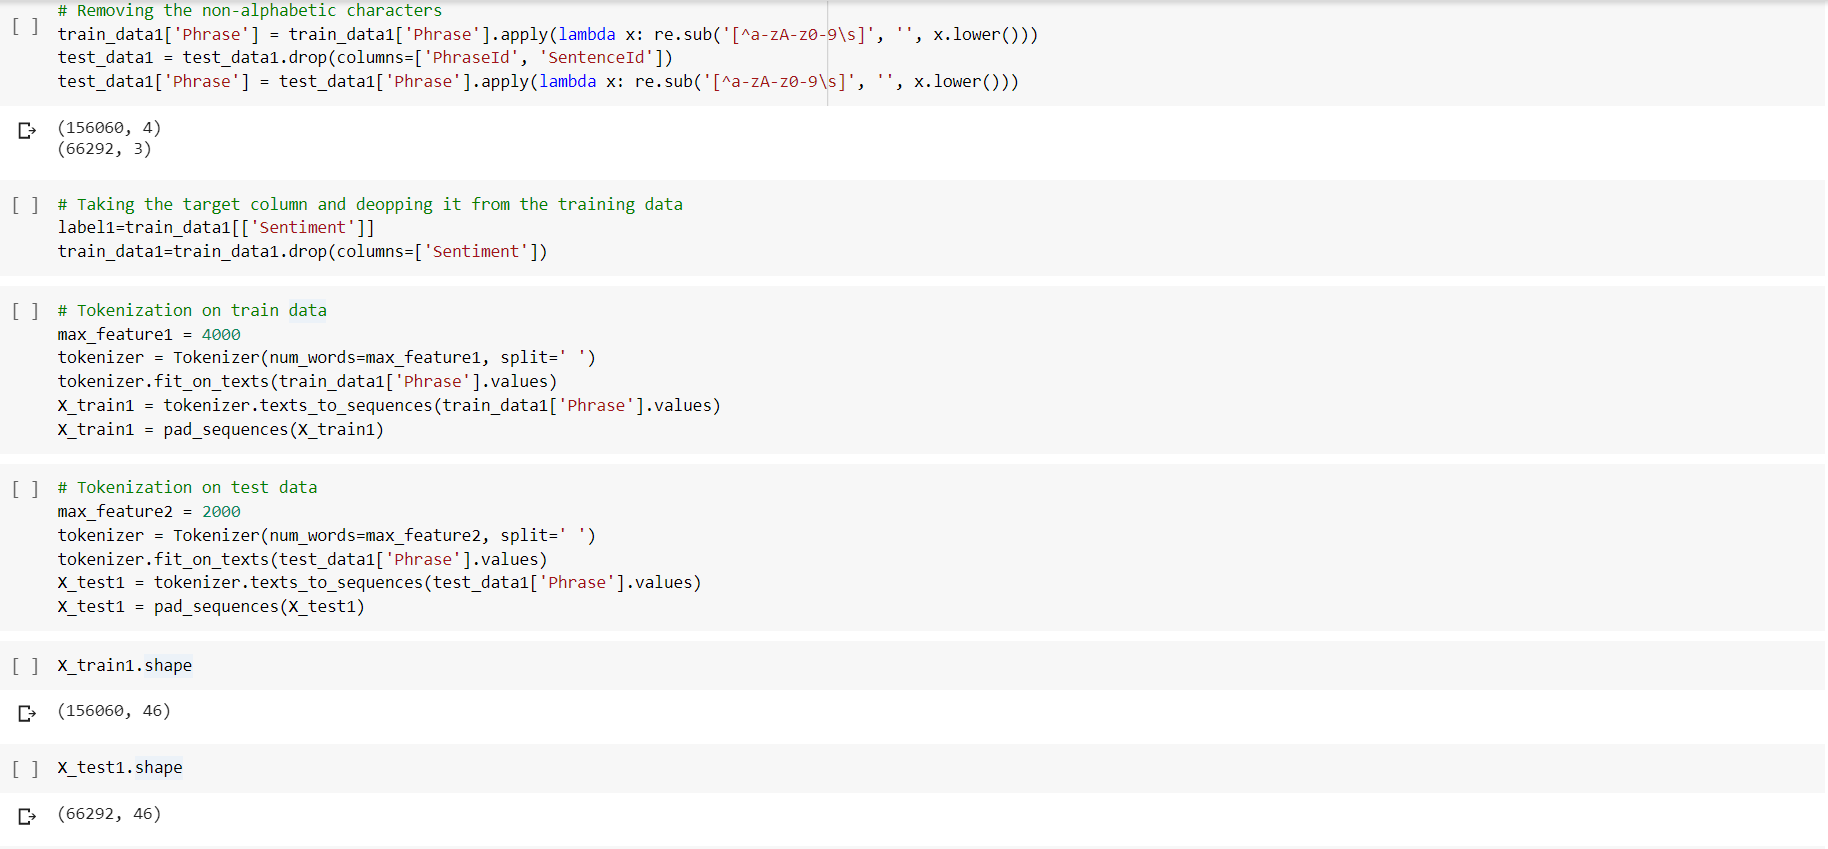 # Removing the non-alphabetic characters
[ ] train_data1['Phrase'] = train_data1['Phrase'].apply(lambda x: re.sub('[^a-zA-z0-9\s]', '', x.lower()))
test_data1 = test_data1.drop(columns=['PhraseId', 'SentenceId'])
test_data1['Phrase'] = test_data1['Phrase'].apply(lambda x: re.sub('[^a-zA-z0-9\s]', '', x.lower()))
(156060, 4)
(66292, 3)
[ ] # Taking the target column and deopping it from the training data
label1=train_data1[['Sentiment']]
train_data1=train_data1.drop(columns=['Sentiment'])
[ ] # Tokenization on train data
max_feature1 = 4000
tokenizer = Tokenizer(num_words=max_feature1, split=' ')
tokenizer.fit_on_texts(train_data1['Phrase'].values)
X_train1 = tokenizer.texts_to_sequences(train_data1['Phrase'].values)
X_train1 = pad_sequences(X_train1)
[ ] # Tokenization on test data
max_feature2 = 2000
tokenizer = Tokenizer(num_words=max_feature2, split=' ')
tokenizer.fit_on_texts(test_data1['Phrase'].values)
X_test1 = tokenizer.texts_to_sequences(test_data1['Phrase'].values)
X_test1 = pad_sequences(X_test1)
[ ] X_train1.shape
(156060, 46)
[ ] X_test1.shape
(66292, 46)